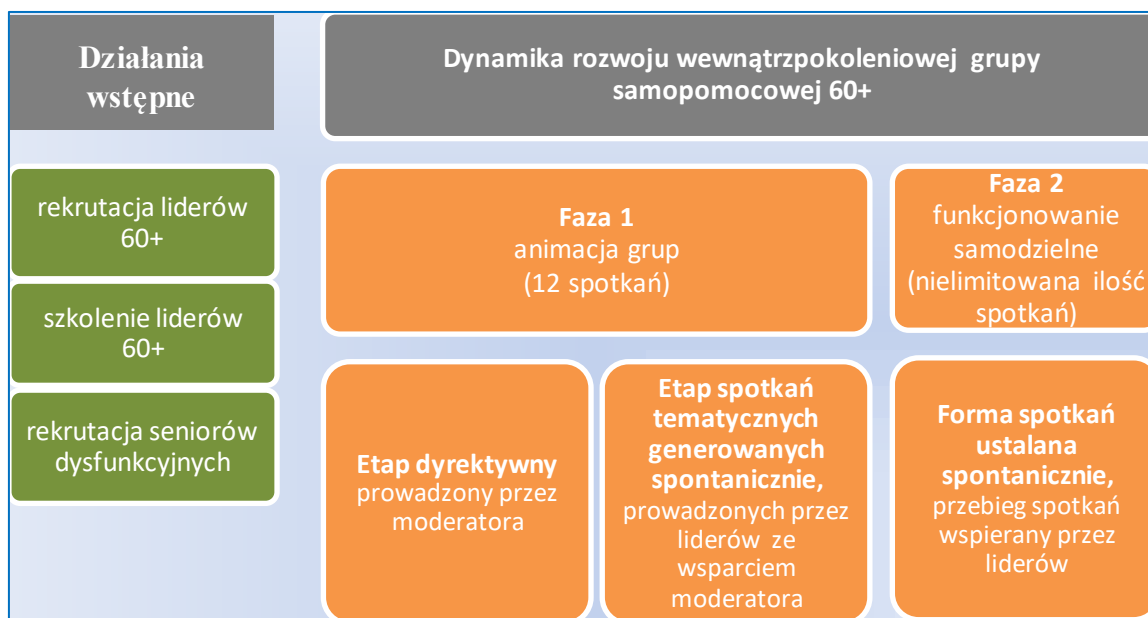 Działania
wstępne
Dynamika rozwoju wewnątrzpokoleniowej grupy
samopomocowej 60+
rekrutacja liderów
60+
szkolenie liderów
60+
rekrutacja seniorów
dysfunkcyjnych
Faza 1
animacja grup
(12 spotkań)
Faza 2
funkcjonowanie
samodzielne
(nielimitowana ilość
spotkań)
Etap dyrektywny
prowadzony przez
moderatora
Etap spotkań
tematycznych
generowanych
spontanicznie,
prowadzonych przez
liderów ze
wsparciem
moderatora
Forma spotkań
ustalana
spontanicznie,
przebieg spotkań
wspierany przez
liderów